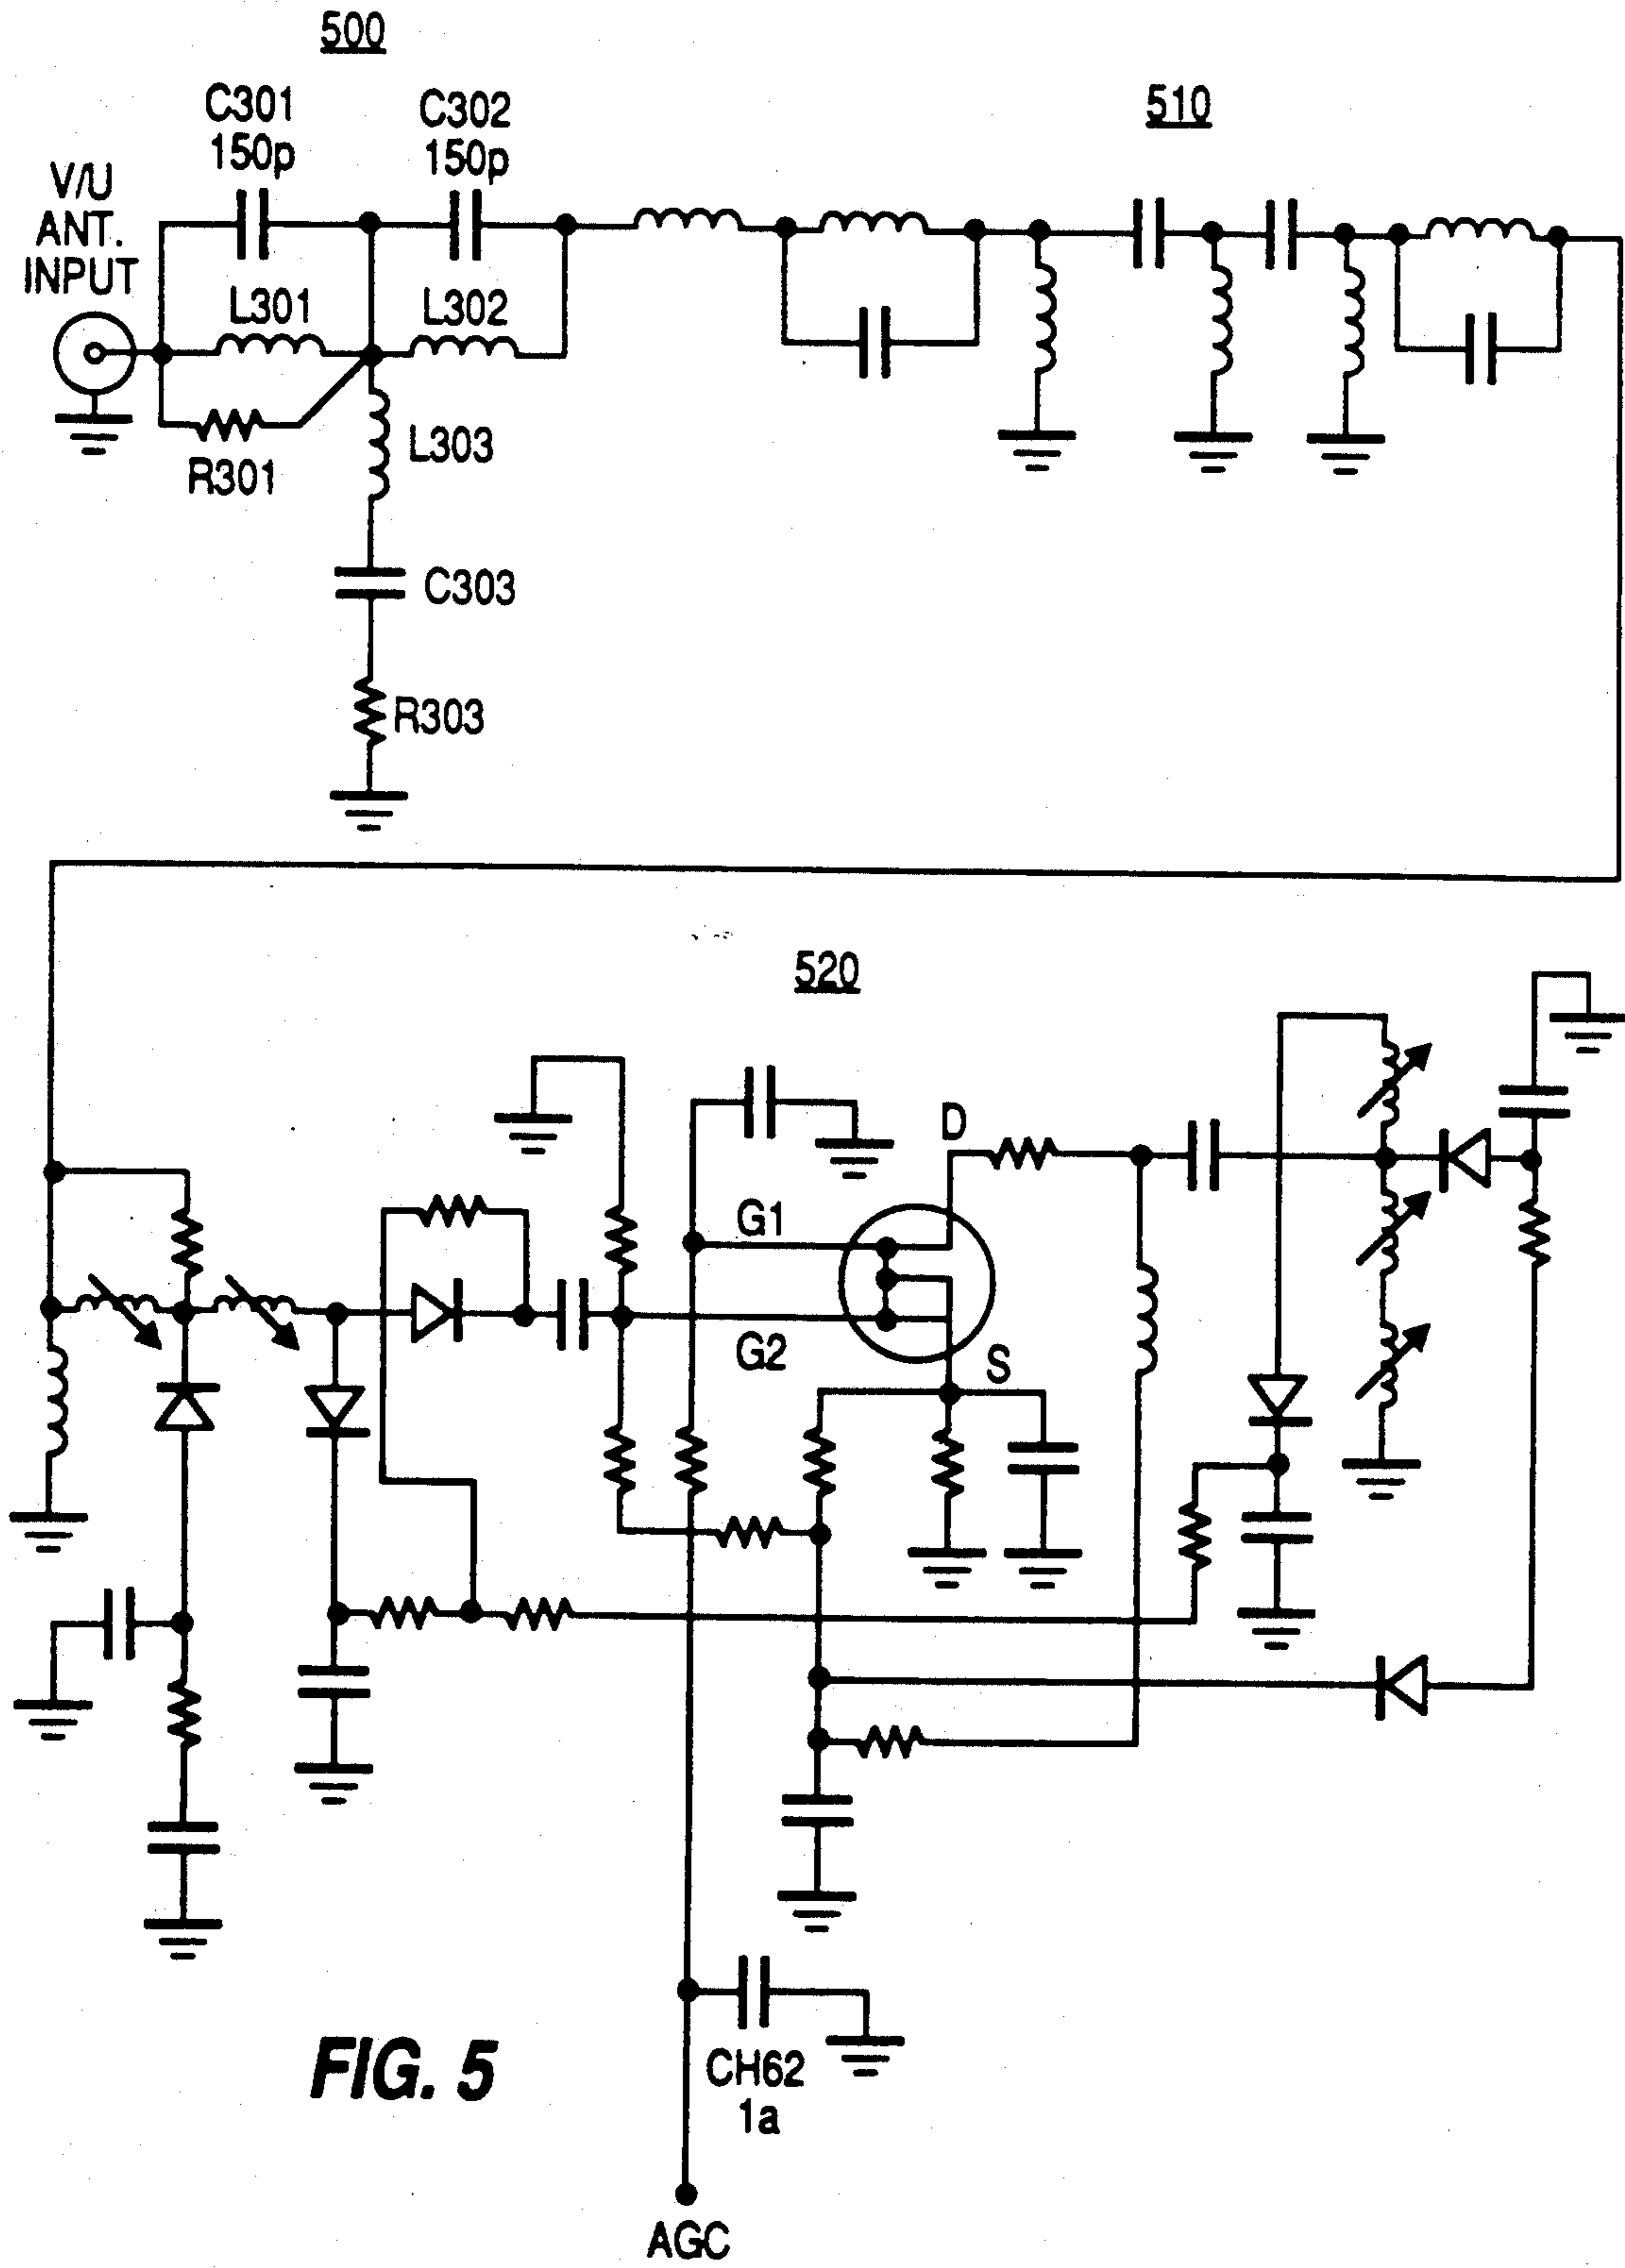 500
C301
150p
C302
150p
510
V/U
ANT.
INPUT
L301
L302
R301
L303
C303
R303
520
D
G1
G2
S
CH62
1a
FIG. 5
AGC